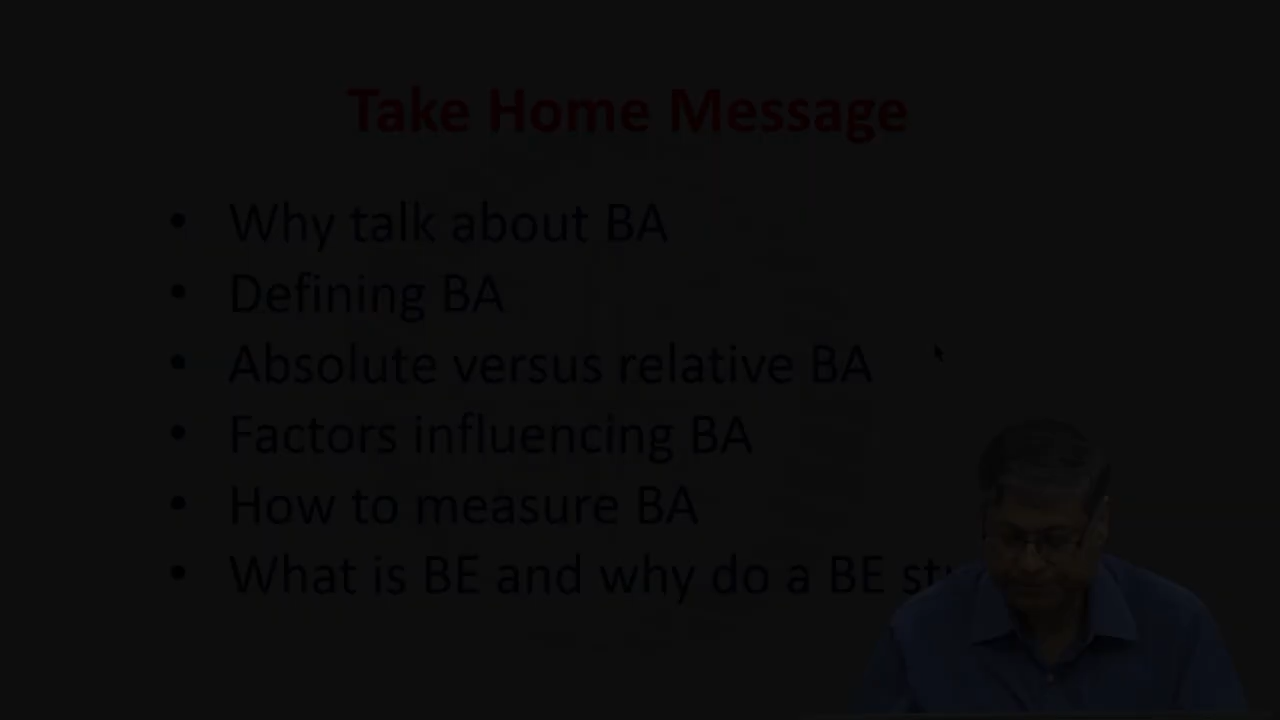 Take Home Message
• Why talk about BA
• Defining BA
• Absolute versus relative BA
• Factors influencing BA
• How to measure BA
• What is BE and why do a BE